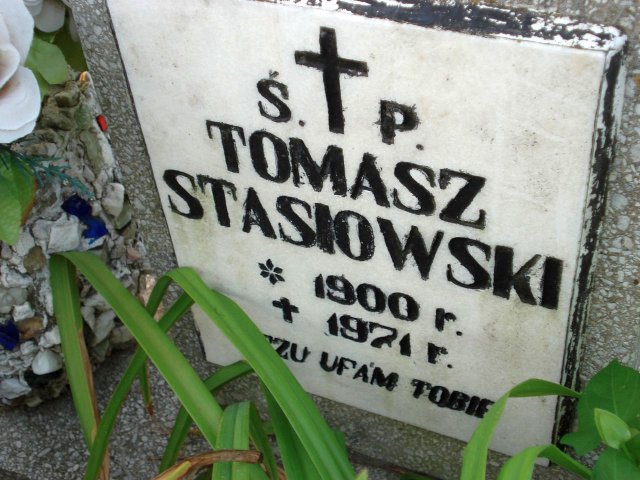 Ś. P.
TOMASZ
STASIOWSKI
* 1900 r.
✝ 1971 r.
UFAM TOBIE